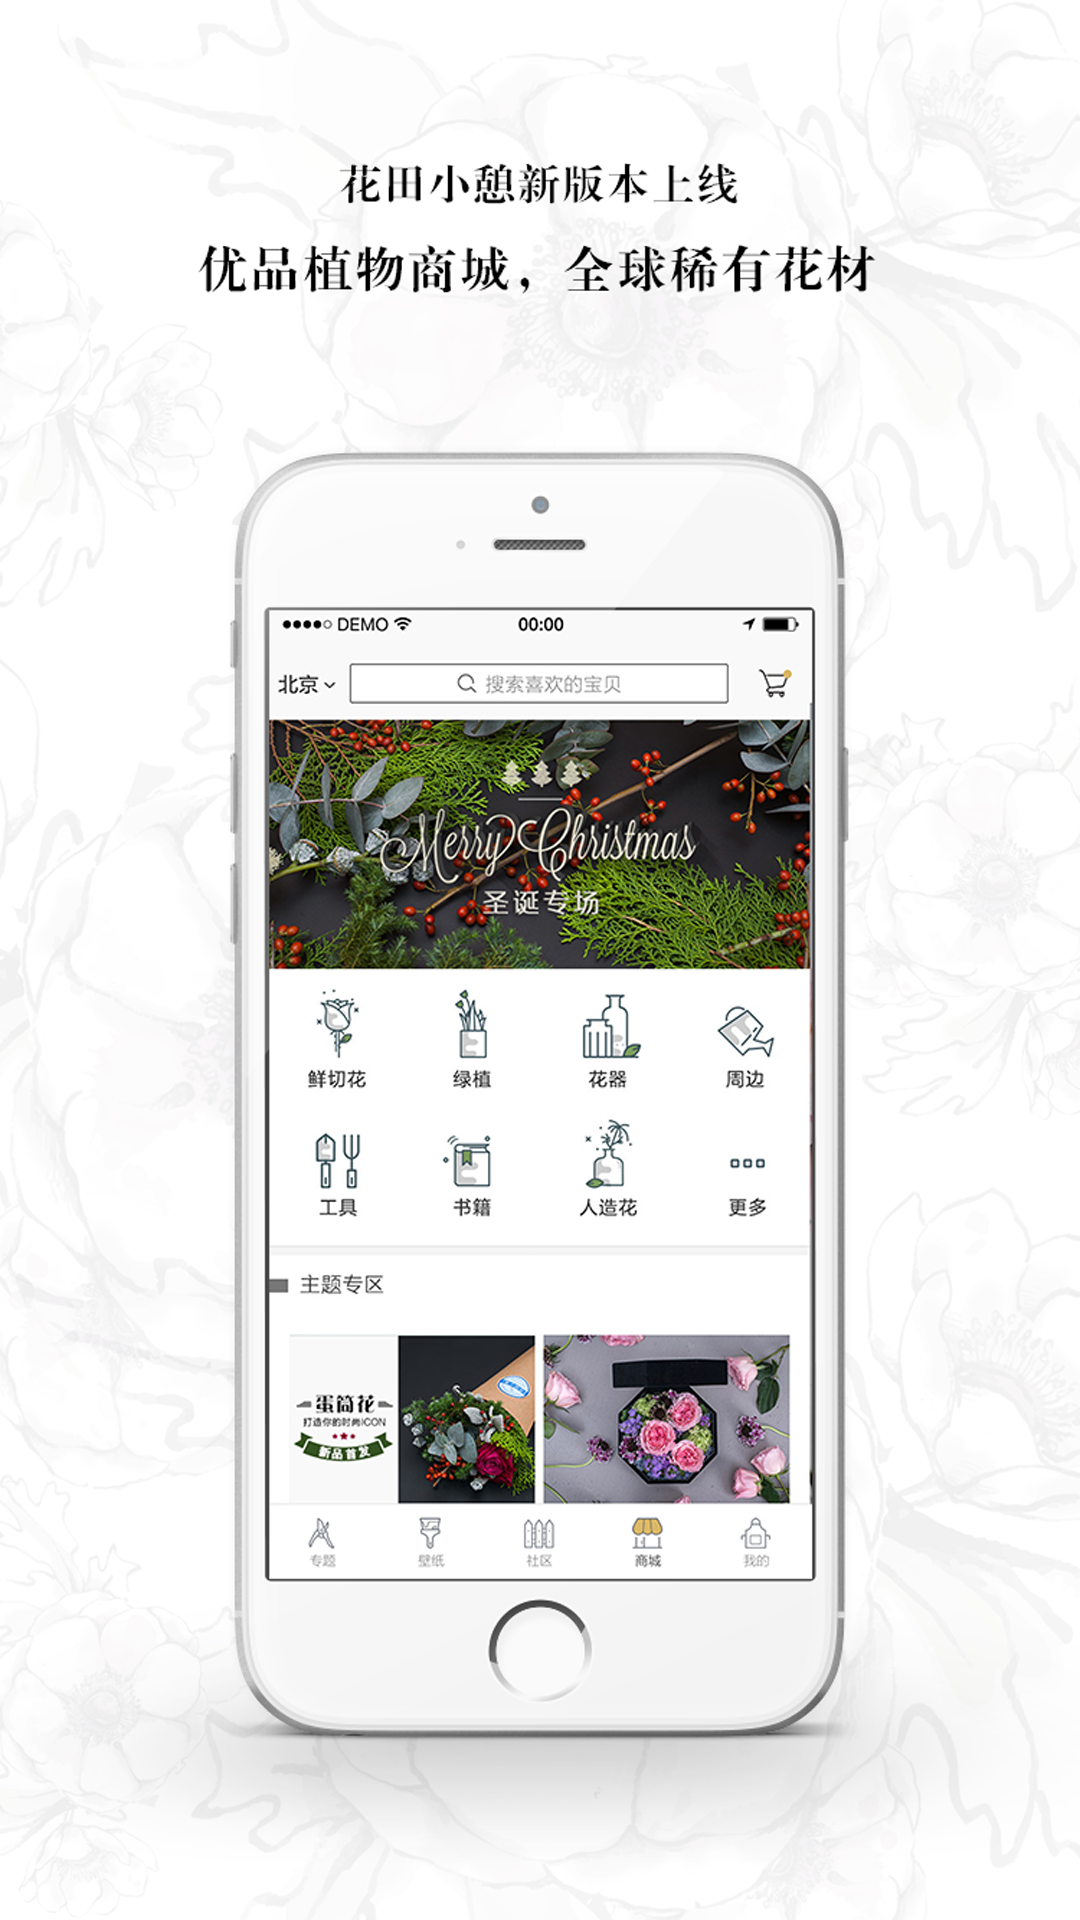 花田小憩新版本上线
优品植物商城，全球稀有花材
DEMO 00:00
北京 搜索喜欢的宝贝
Merry Christmas
圣诞专场
鲜切花 绿植 花器 周边
工具 书籍 人造花 更多
主题专区
蛋筒花
打造你的时尚ICON
新品首发
专题 壁纸 社区 商城 我的